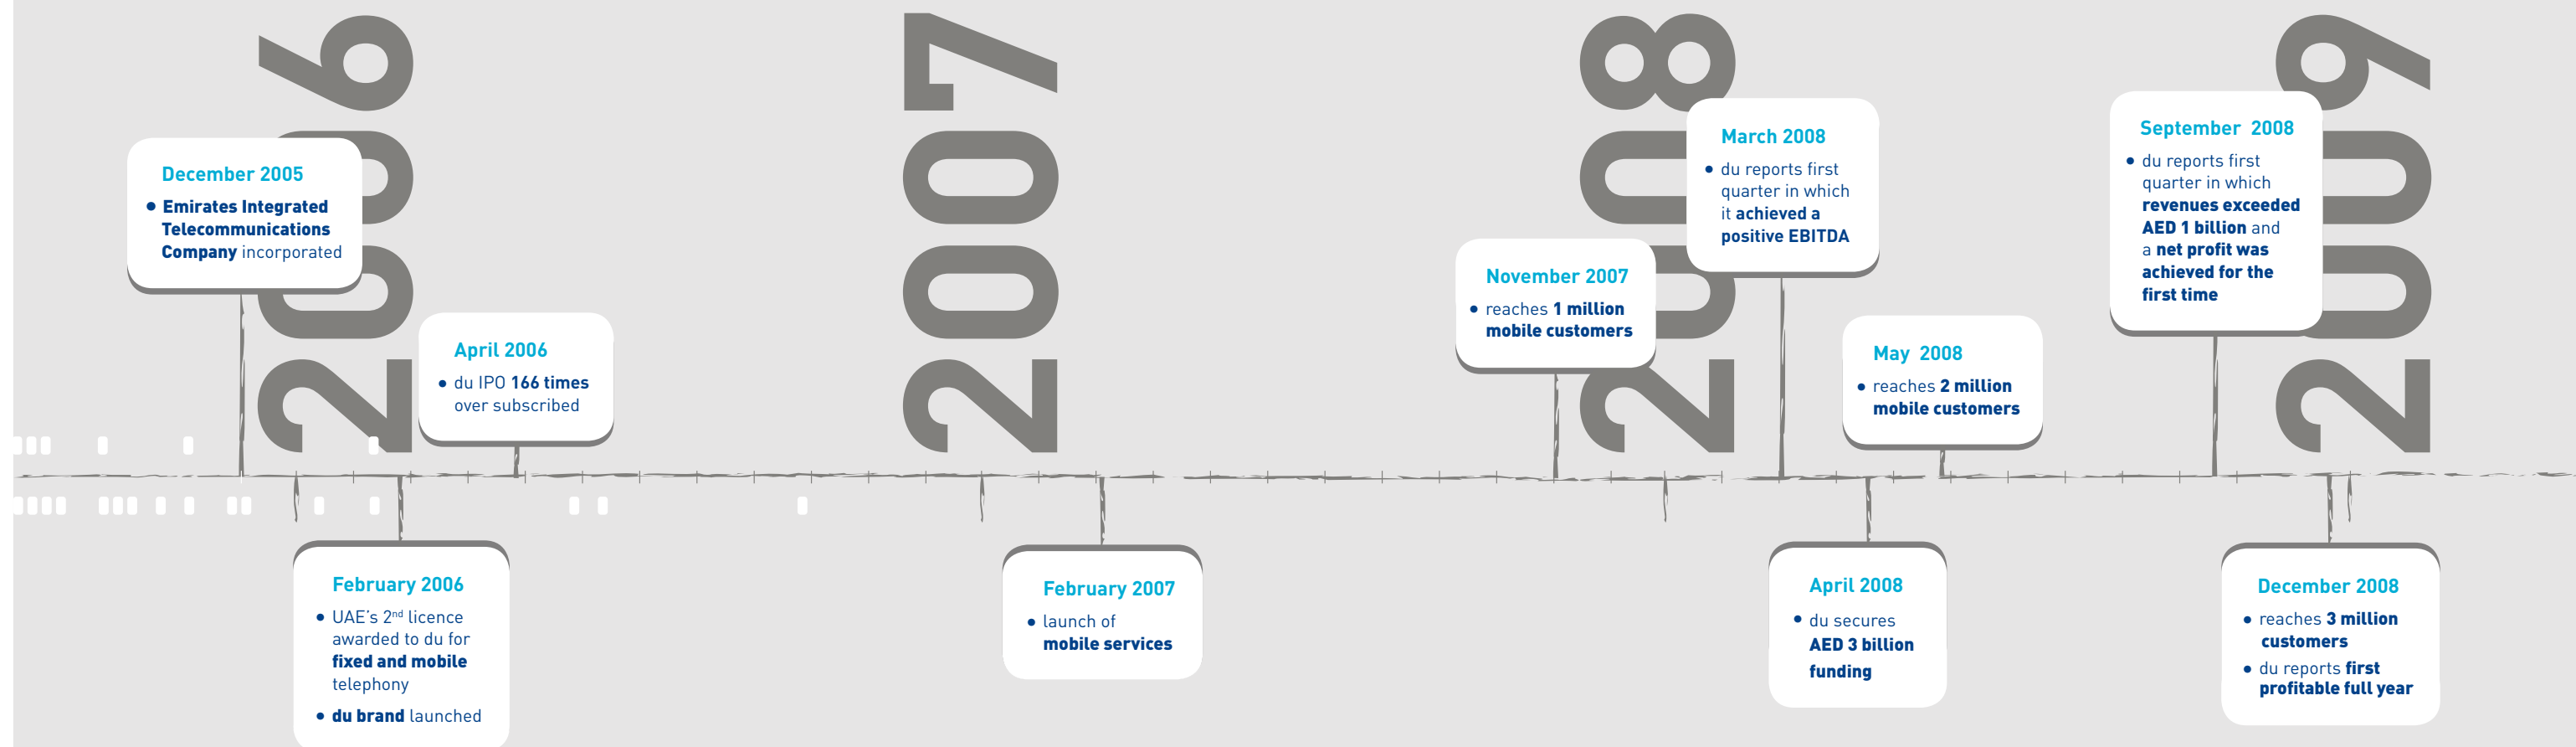 2006
December 2005
• Emirates Integrated
Telecommunications
Company incorporated
February 2006
• UAE's 2nd licence
awarded to du for
fixed and mobile
telephony
• du brand launched
April 2006
• du IPO 166 times
over subscribed
2007
February 2007
• launch of
mobile services
November 2007
• reaches 1 million
mobile customers
2008
March 2008
• du reports first
quarter in which
it achieved a
positive EBITDA
April 2008
• du secures
AED 3 billion
funding
May 2008
• reaches 2 million
mobile customers
September 2008
• du reports first
quarter in which
revenues exceeded
AED 1 billion and
a net profit was
achieved for the
first time
2009
December 2008
• reaches 3 million
customers
• du reports first
profitable full year